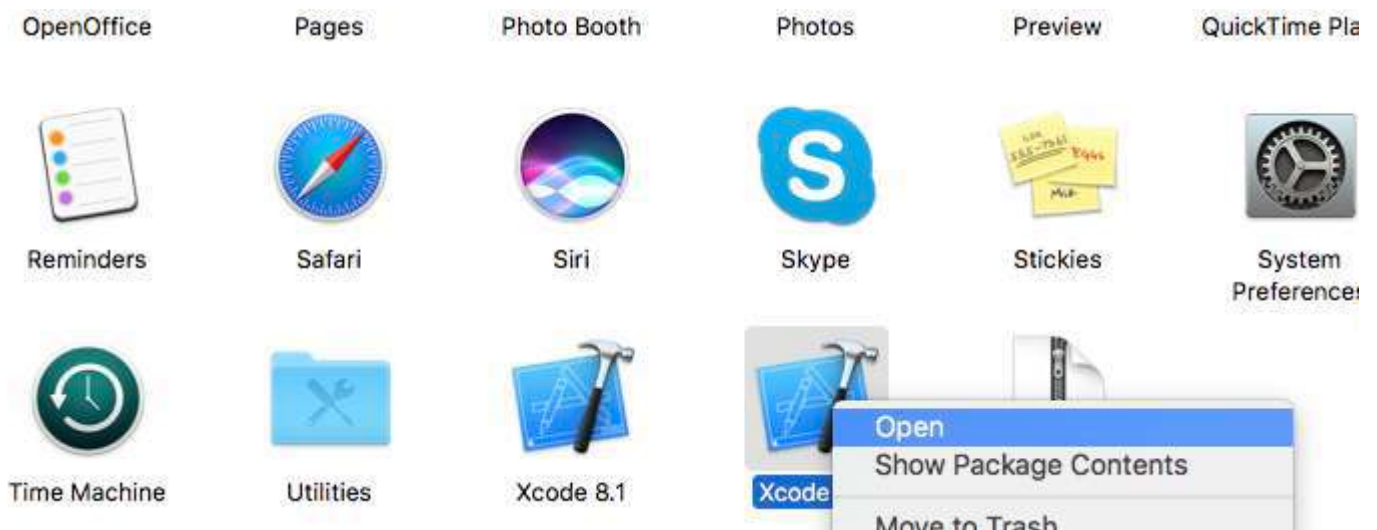 OpenOffice
Pages
Photo Booth
Photos
Preview
QuickTime Pla
Reminders
Safari
Siri
Skype
Stickies
System
Preferences
Time Machine
Utilities
Xcode 8.1
Xcode
Open
Show Package Contents
Move to Trash